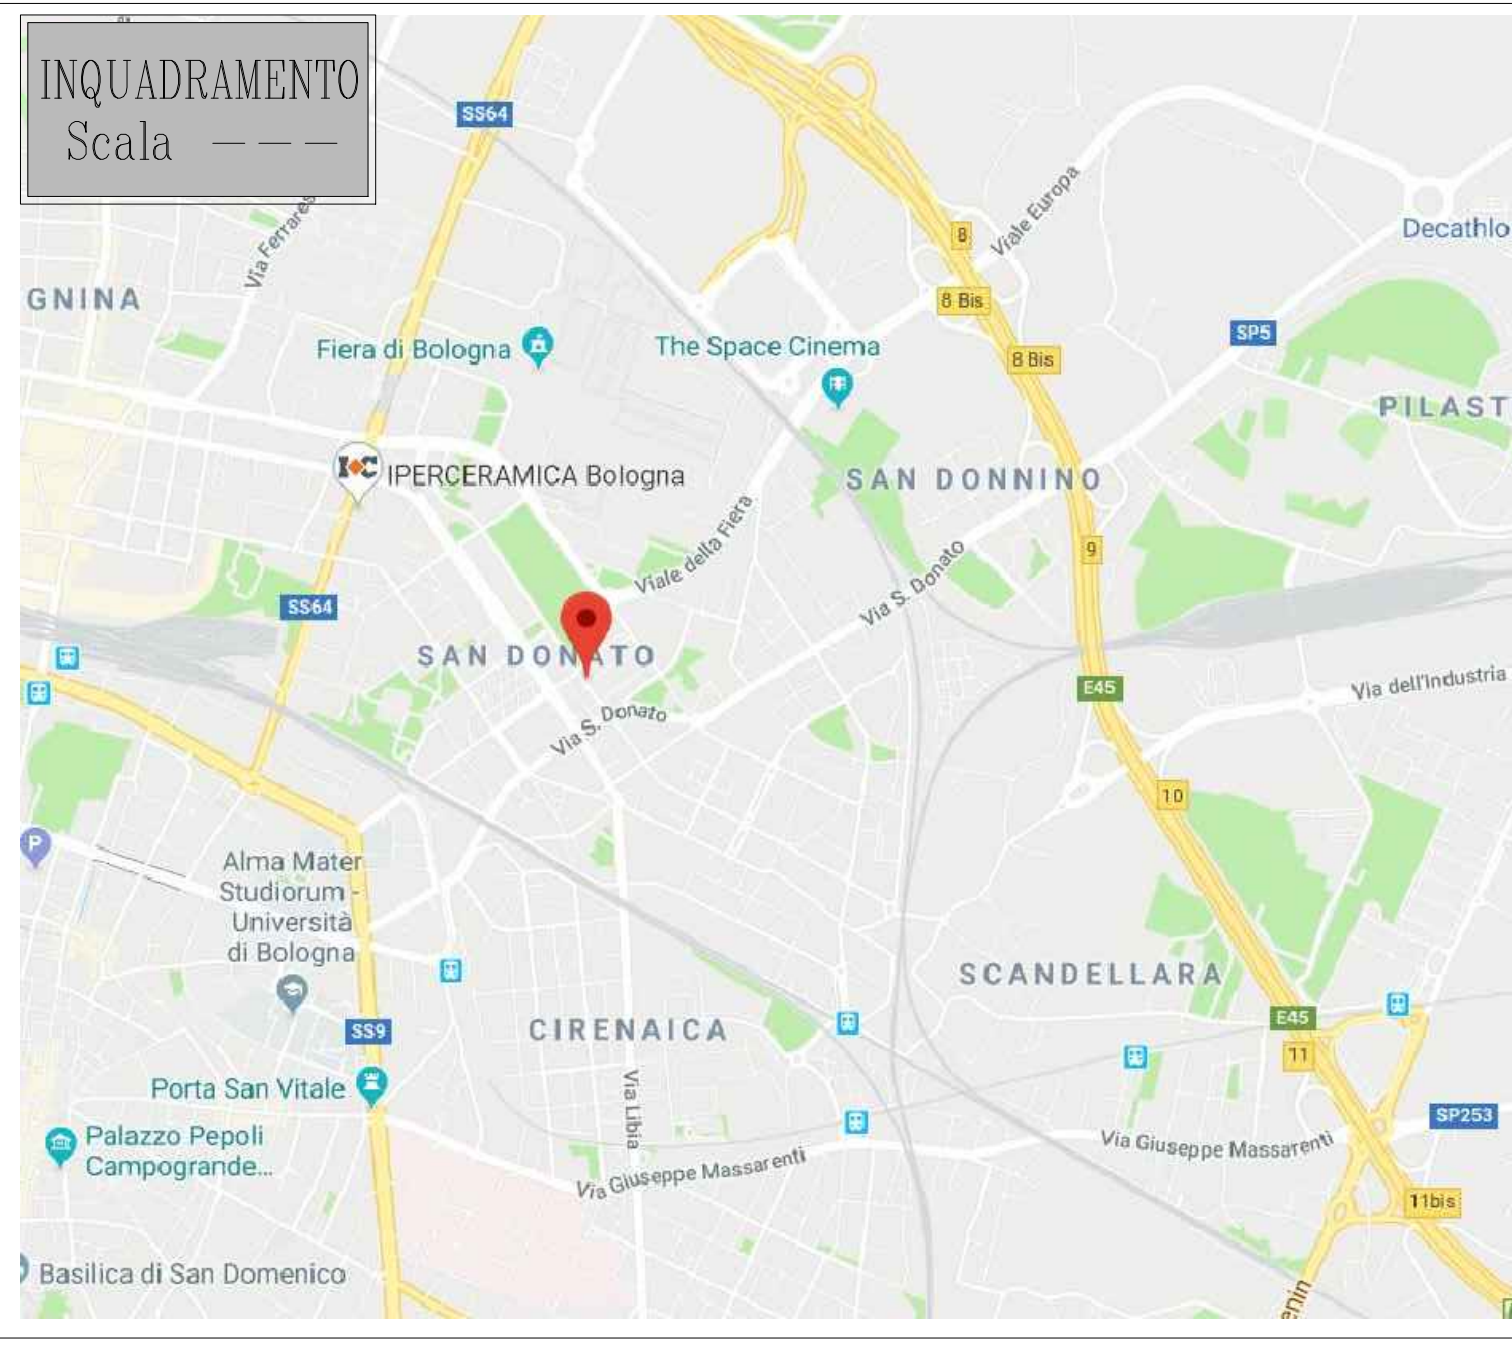 INQUADRAMENTO
Scala ---
SS64
Via Ferrares
8
Viale Europa
Decathlo
GNINA
8 Bis
SP5
Fiera di Bologna
The Space Cinema
8 Bis
PILAST
IPERCERAMICA Bologna
SAN DONNINO
Viale della Fiera
9
Via S. Donato
SS64
SAN DONATO
E45
Via dell'Industria
Via S. Donato
10
P
Alma Mater
Studiorum -
Università
di Bologna
SCANDELLARA
E45
SS9
CIRENAICA
11
Porta San Vitale
Via Libia
SP253
Palazzo Pepoli
Campogrande...
Via Giuseppe Massarenti
Via Giuseppe Massarenti
11bis
Basilica di San Domenico
enin